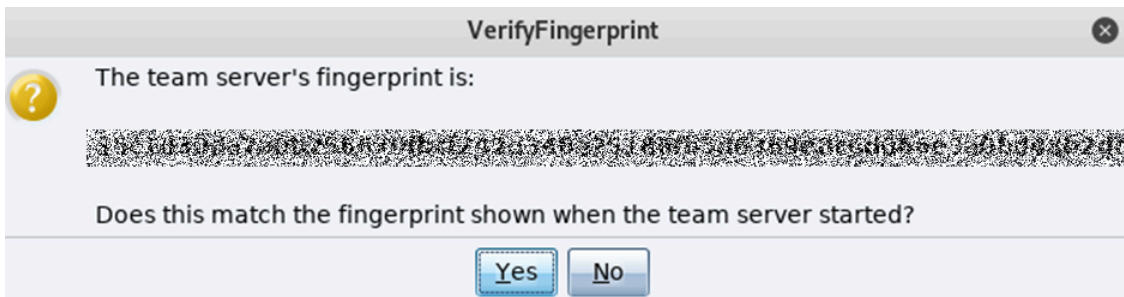 VerifyFingerprint
The team server's fingerprint is:
Does this match the fingerprint shown when the team server started?
Yes No